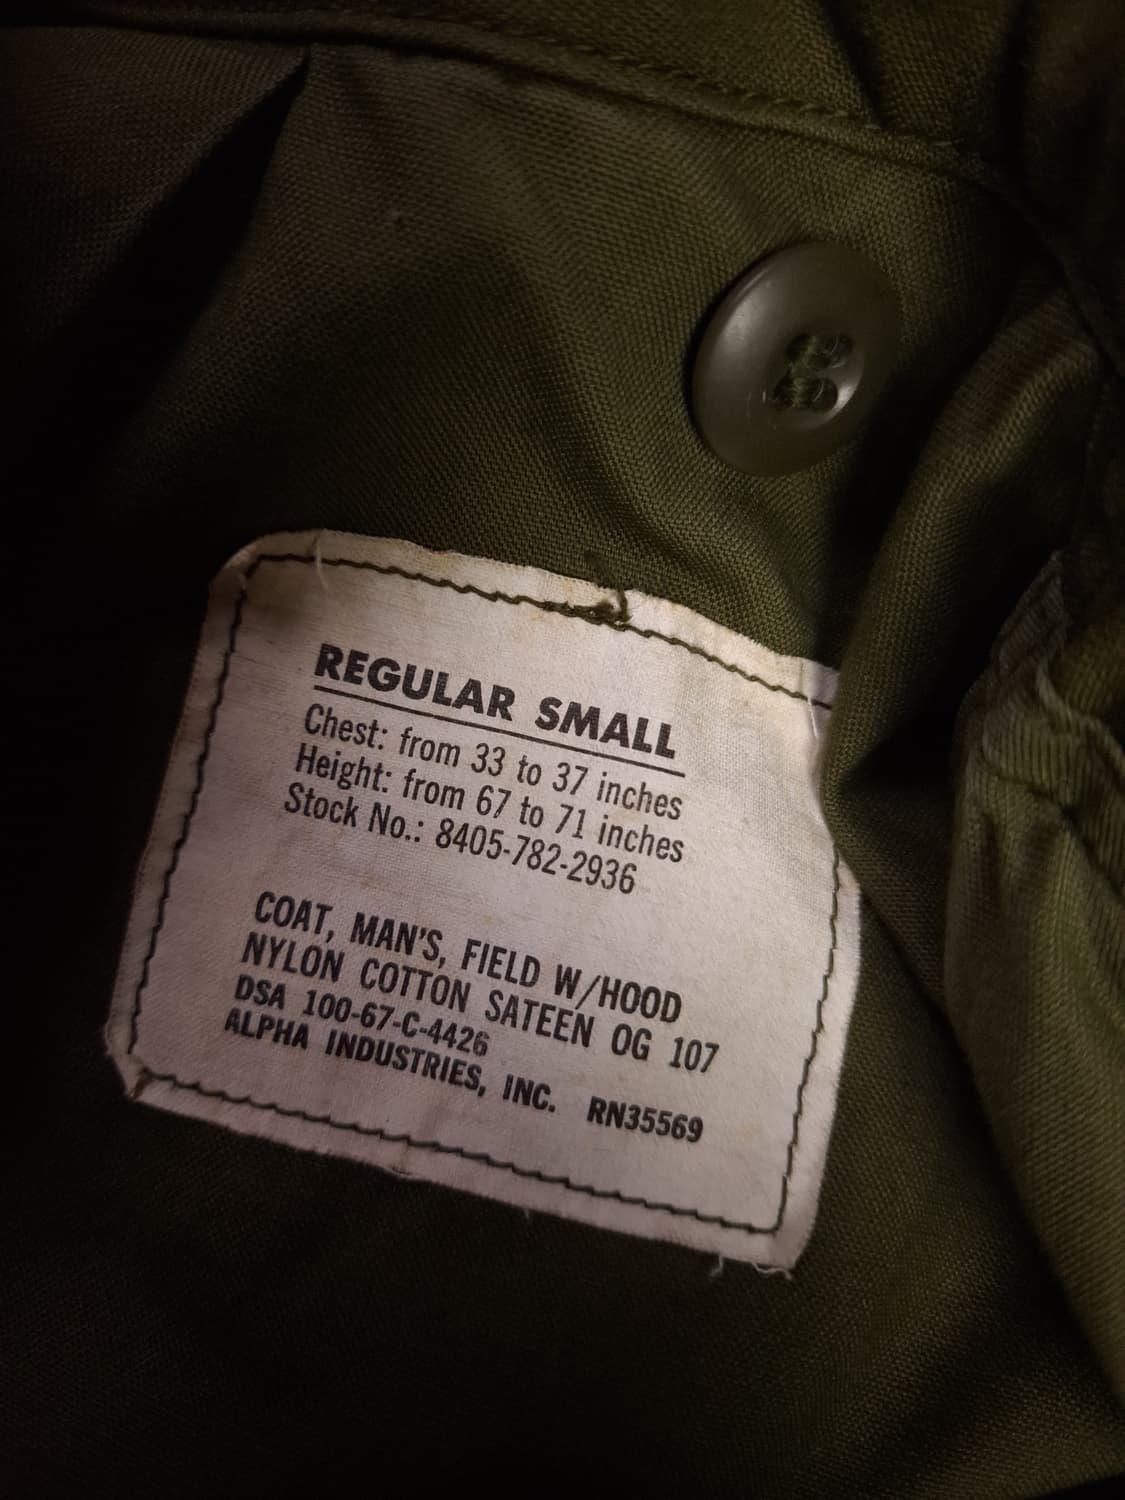 REGULAR SMALL
Chest: from 33 to 37 inches
Height: from 67 to 71 inches
Stock No.: 8405-782-2936
COAT, MAN'S, FIELD W/HOOD
NYLON COTTON SATEEN OG 107
DSA 100-67-C-4426
ALPHA INDUSTRIES, INC. RN35569